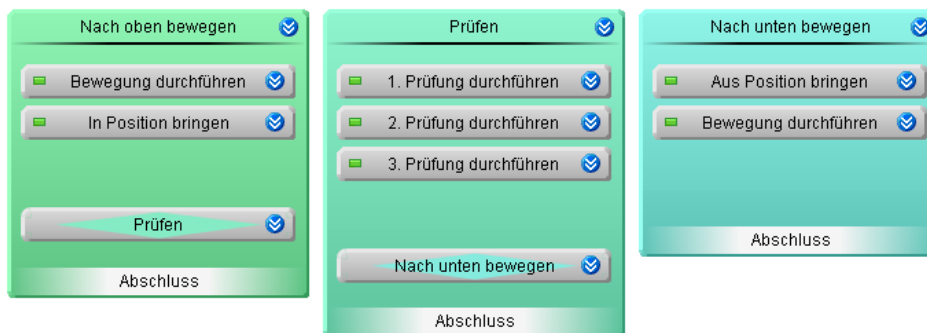 Nach oben bewegen
Bewegung durchführen
In Position bringen
Prüfen
Abschluss
Prüfen
1. Prüfung durchführen
2. Prüfung durchführen
3. Prüfung durchführen
Nach unten bewegen
Abschluss
Nach unten bewegen
Aus Position bringen
Bewegung durchführen
Abschluss